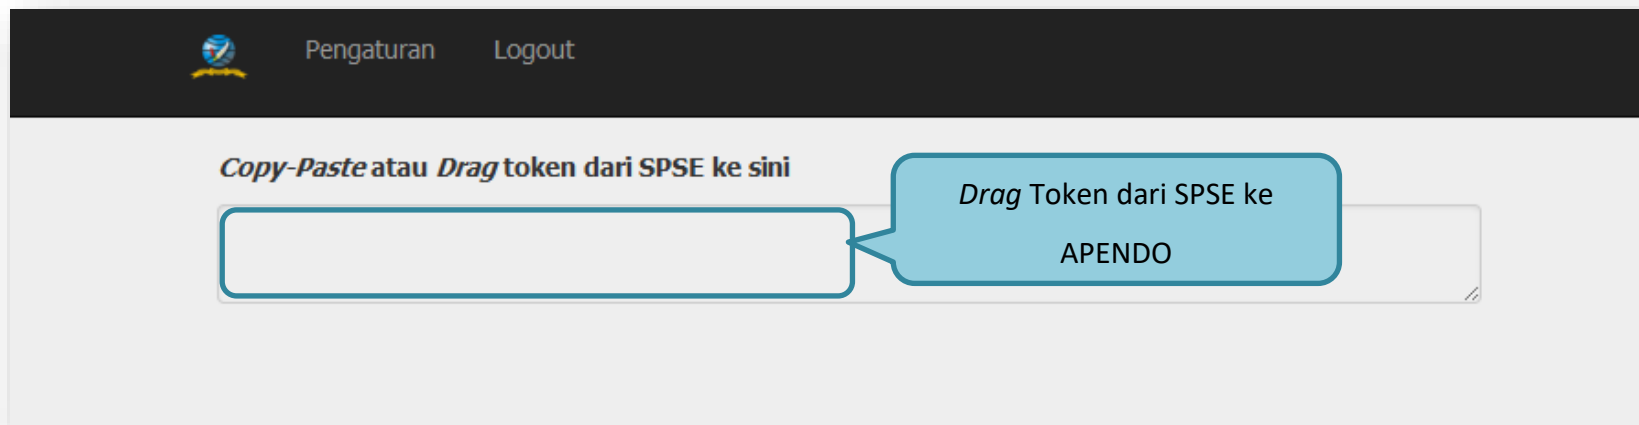 Pengaturan Logout
Copy-Paste atau Drag token dari SPSE ke sini
Drag Token dari SPSE ke
APENDO